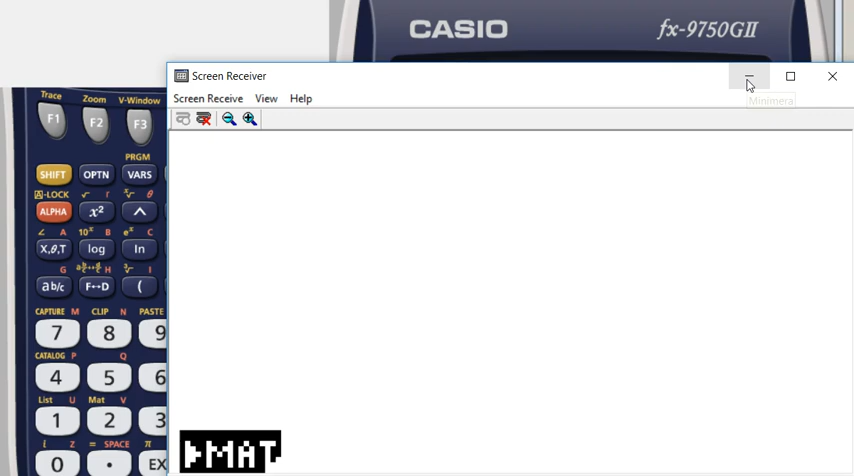 CASIO fx-9750GII
Screen Receiver
Screen Receive View Help
Minimera
Trace Zoom V-Window
F1 F2 F3
PRGM
SHIFT OPTN VARS
A-LOCK √ r x√ θ
ALPHA x² ^
∠ A 10ˣ B eˣ C
X,θ,T log ln
G H ³√ I
ab/c F↔D (
CAPTURE M CLIP N PASTE
7 8 9
CATALOG P Q
4 5 6
List U Mat V
1 2 3
i Z = SPACE π
0 • EX
▶MAT